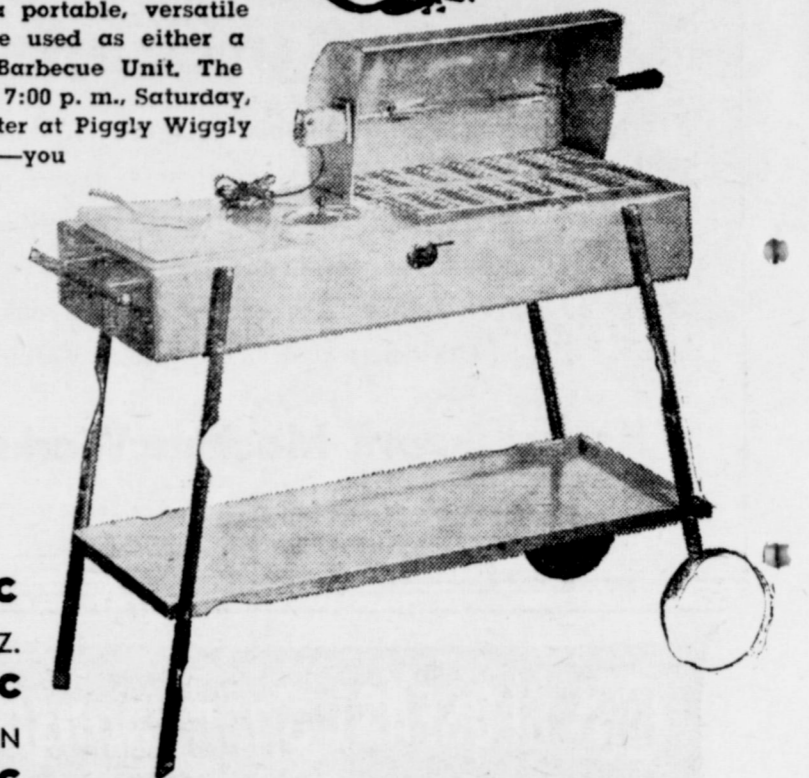 a portable, versatile
e used as either a
Barbecue Unit. The
7:00 p. m., Saturday,
ter at Piggly Wiggly
—you
C
Z.
C
N
C